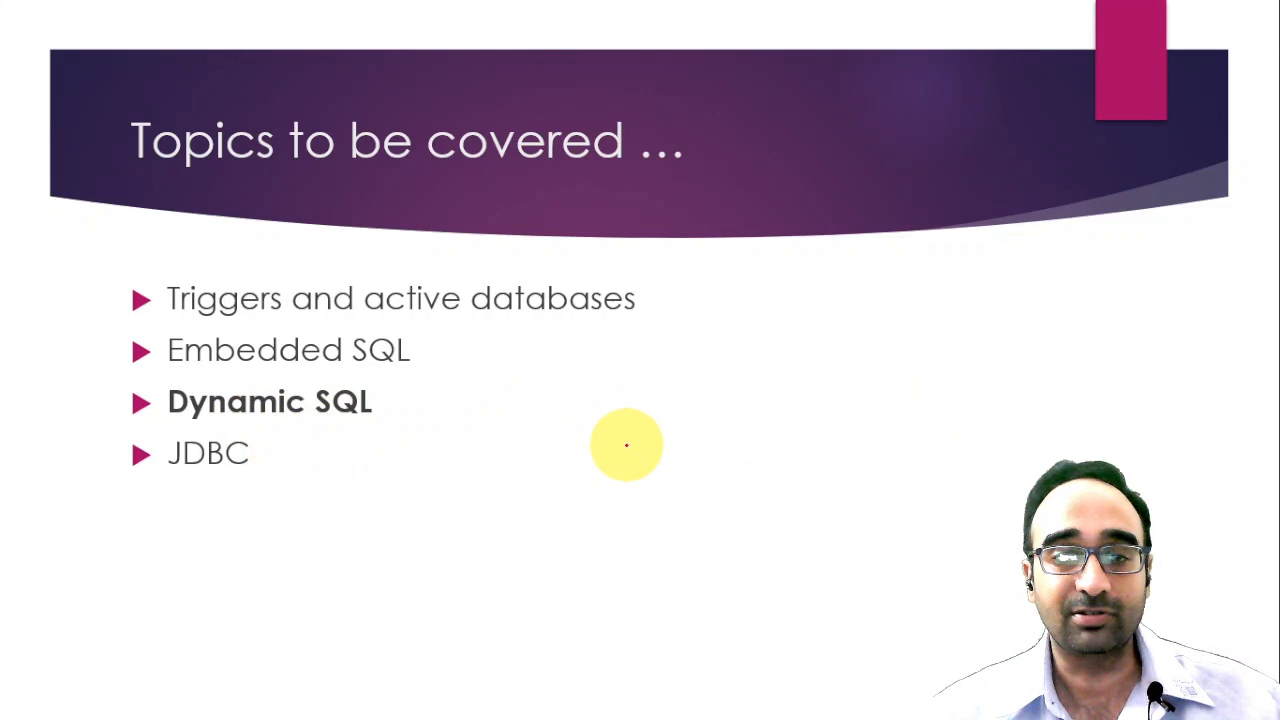 Topics to be covered ...
Triggers and active databases
Embedded SQL
Dynamic SQL
JDBC